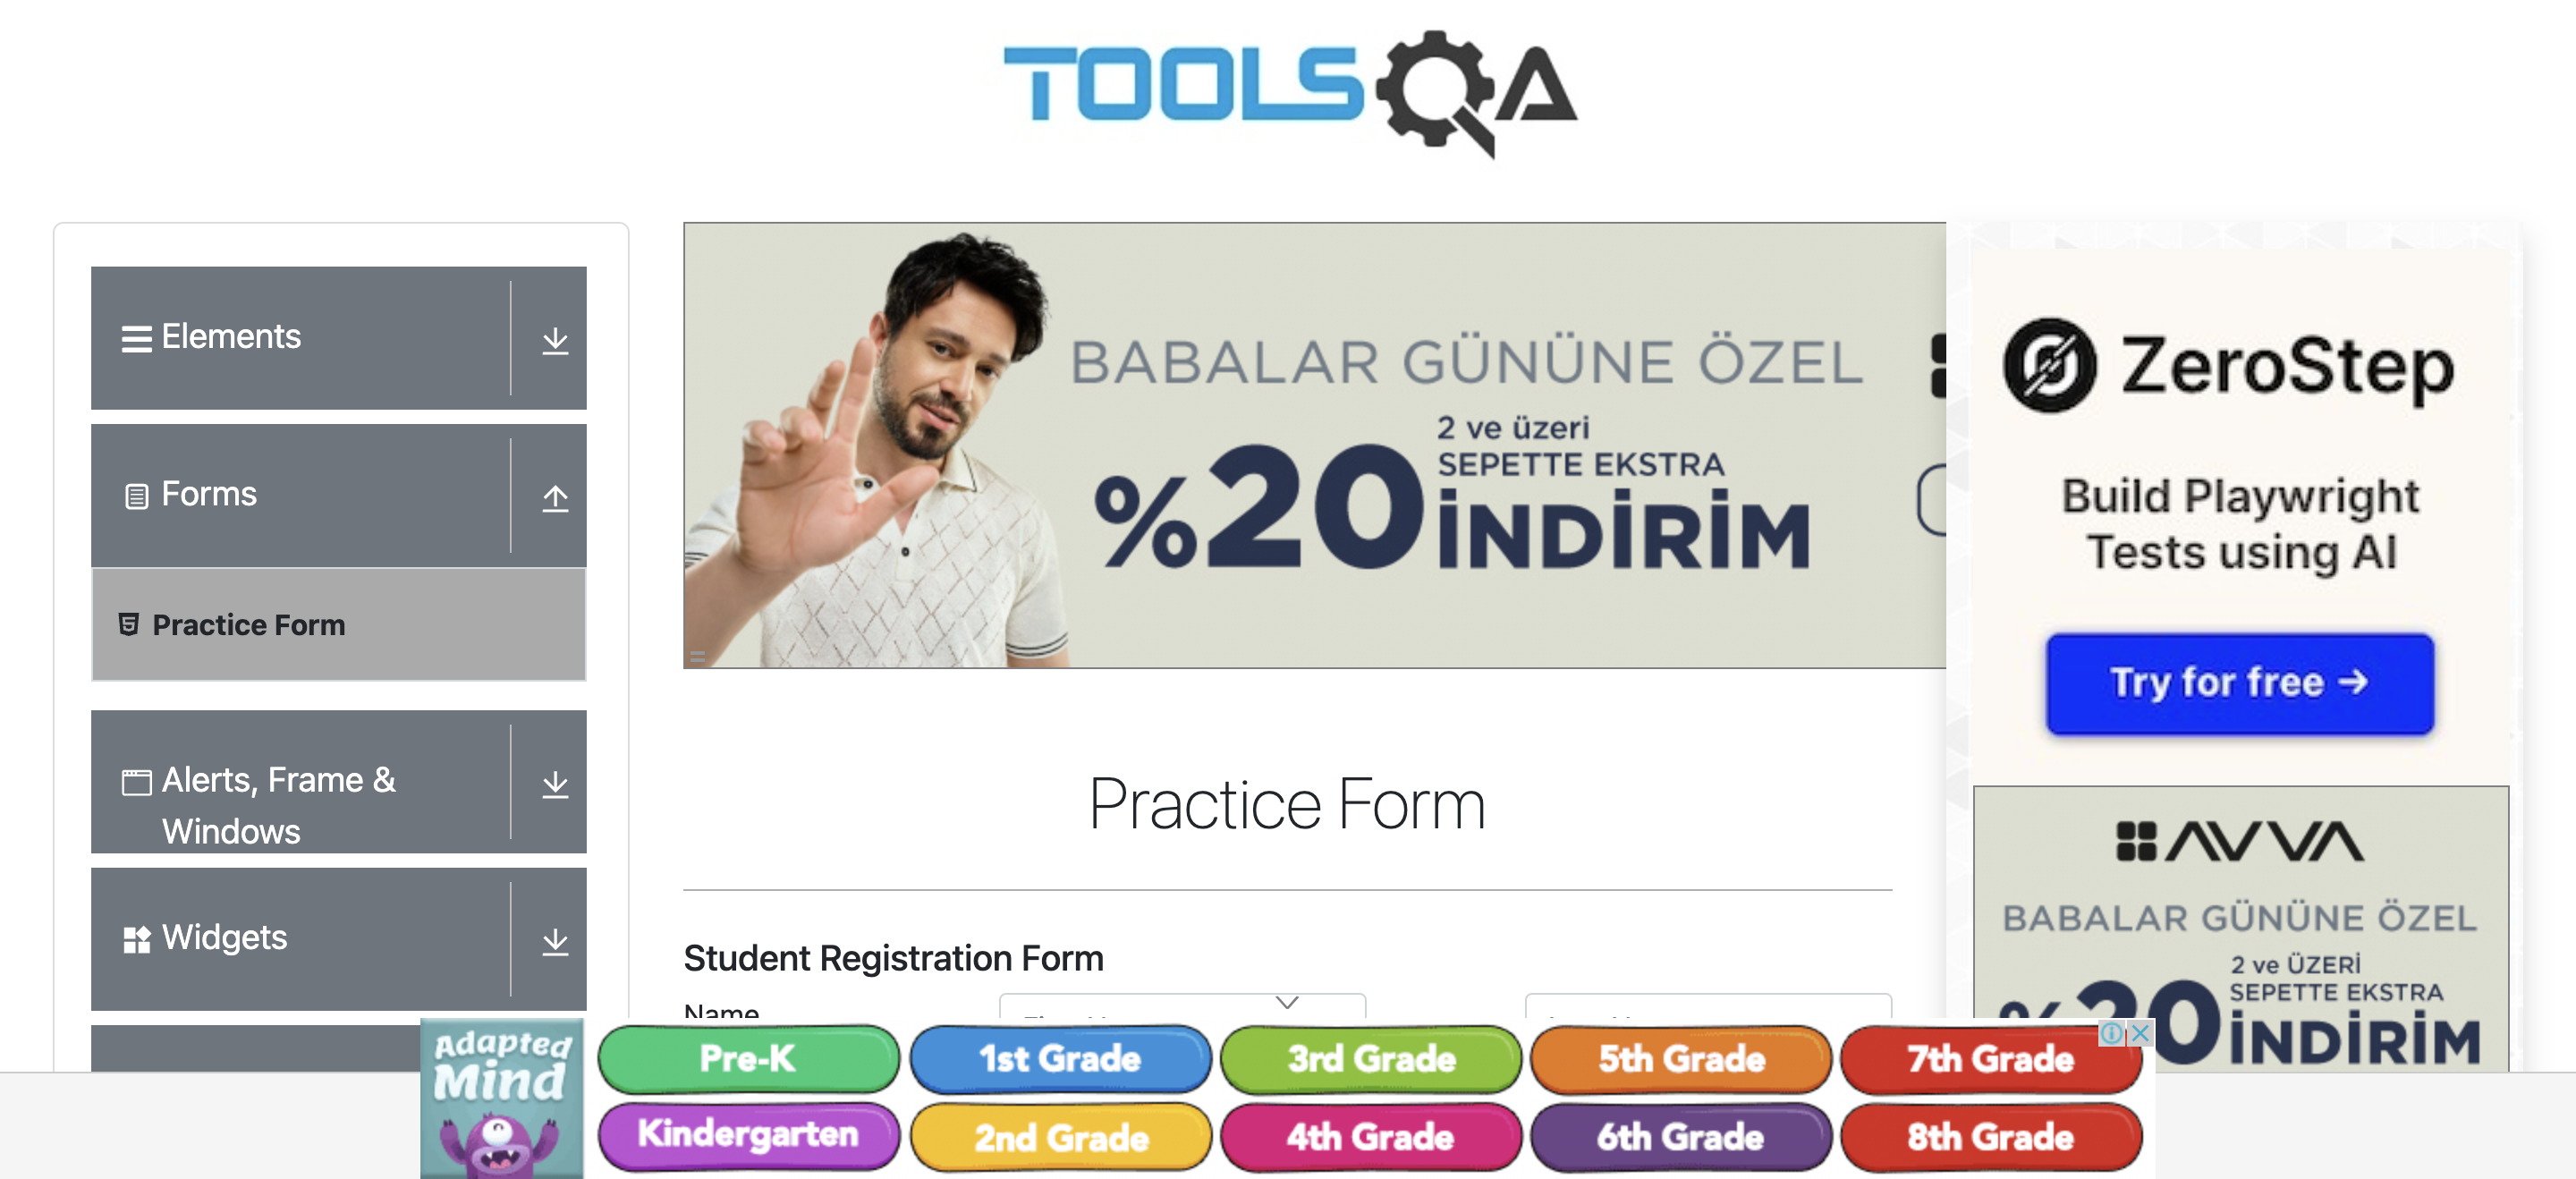 TOOLSQA
Elements
Forms
Practice Form
Alerts, Frame &
Windows
Widgets
BABALAR GÜNÜNE ÖZEL
%20
2 ve üzeri
SEPETTE EKSTRA
İNDİRİM
Practice Form
Student Registration Form
Name
ZeroStep
Build Playwright
Tests using AI
Try for free →
AVVA
BABALAR GÜNÜNE ÖZEL
%20
2 ve ÜZERİ
SEPETTE EKSTRA
İNDİRİM
Adapted
Mind
Pre-K
1st Grade
3rd Grade
5th Grade
7th Grade
Kindergarten
2nd Grade
4th Grade
6th Grade
8th Grade